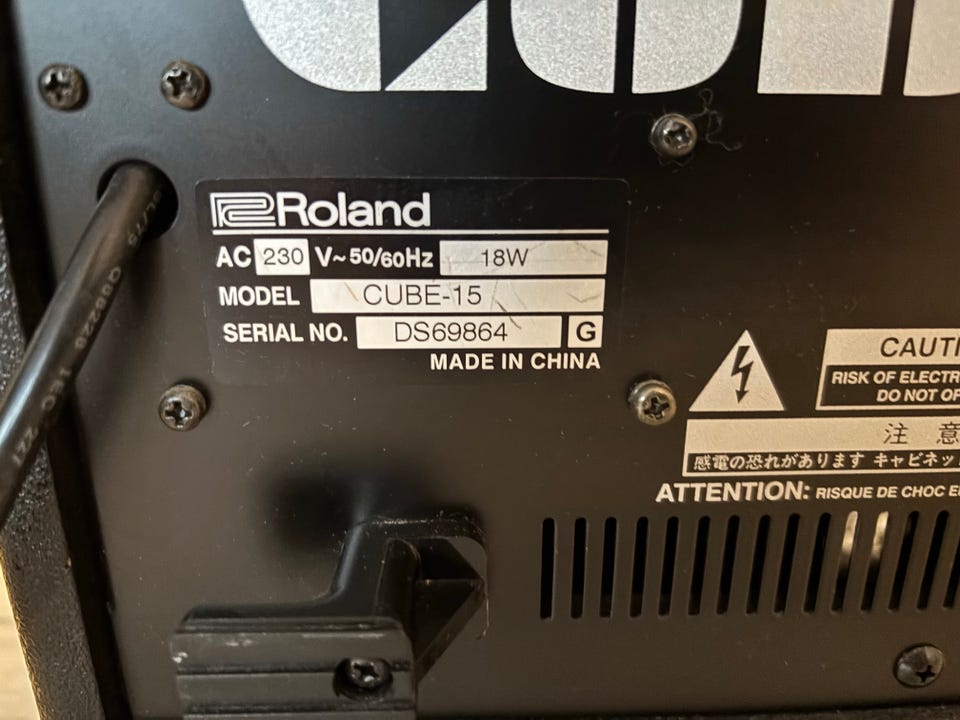 CUBE
Roland
AC 230 V~ 50/60Hz 18W
MODEL CUBE-15
SERIAL NO. DS69864 G
MADE IN CHINA
CAUTI
RISK OF ELECTR
DO NOT OP
注 意
感電の恐れがあります キャビネッ
ATTENTION: RISQUE DE CHOC E